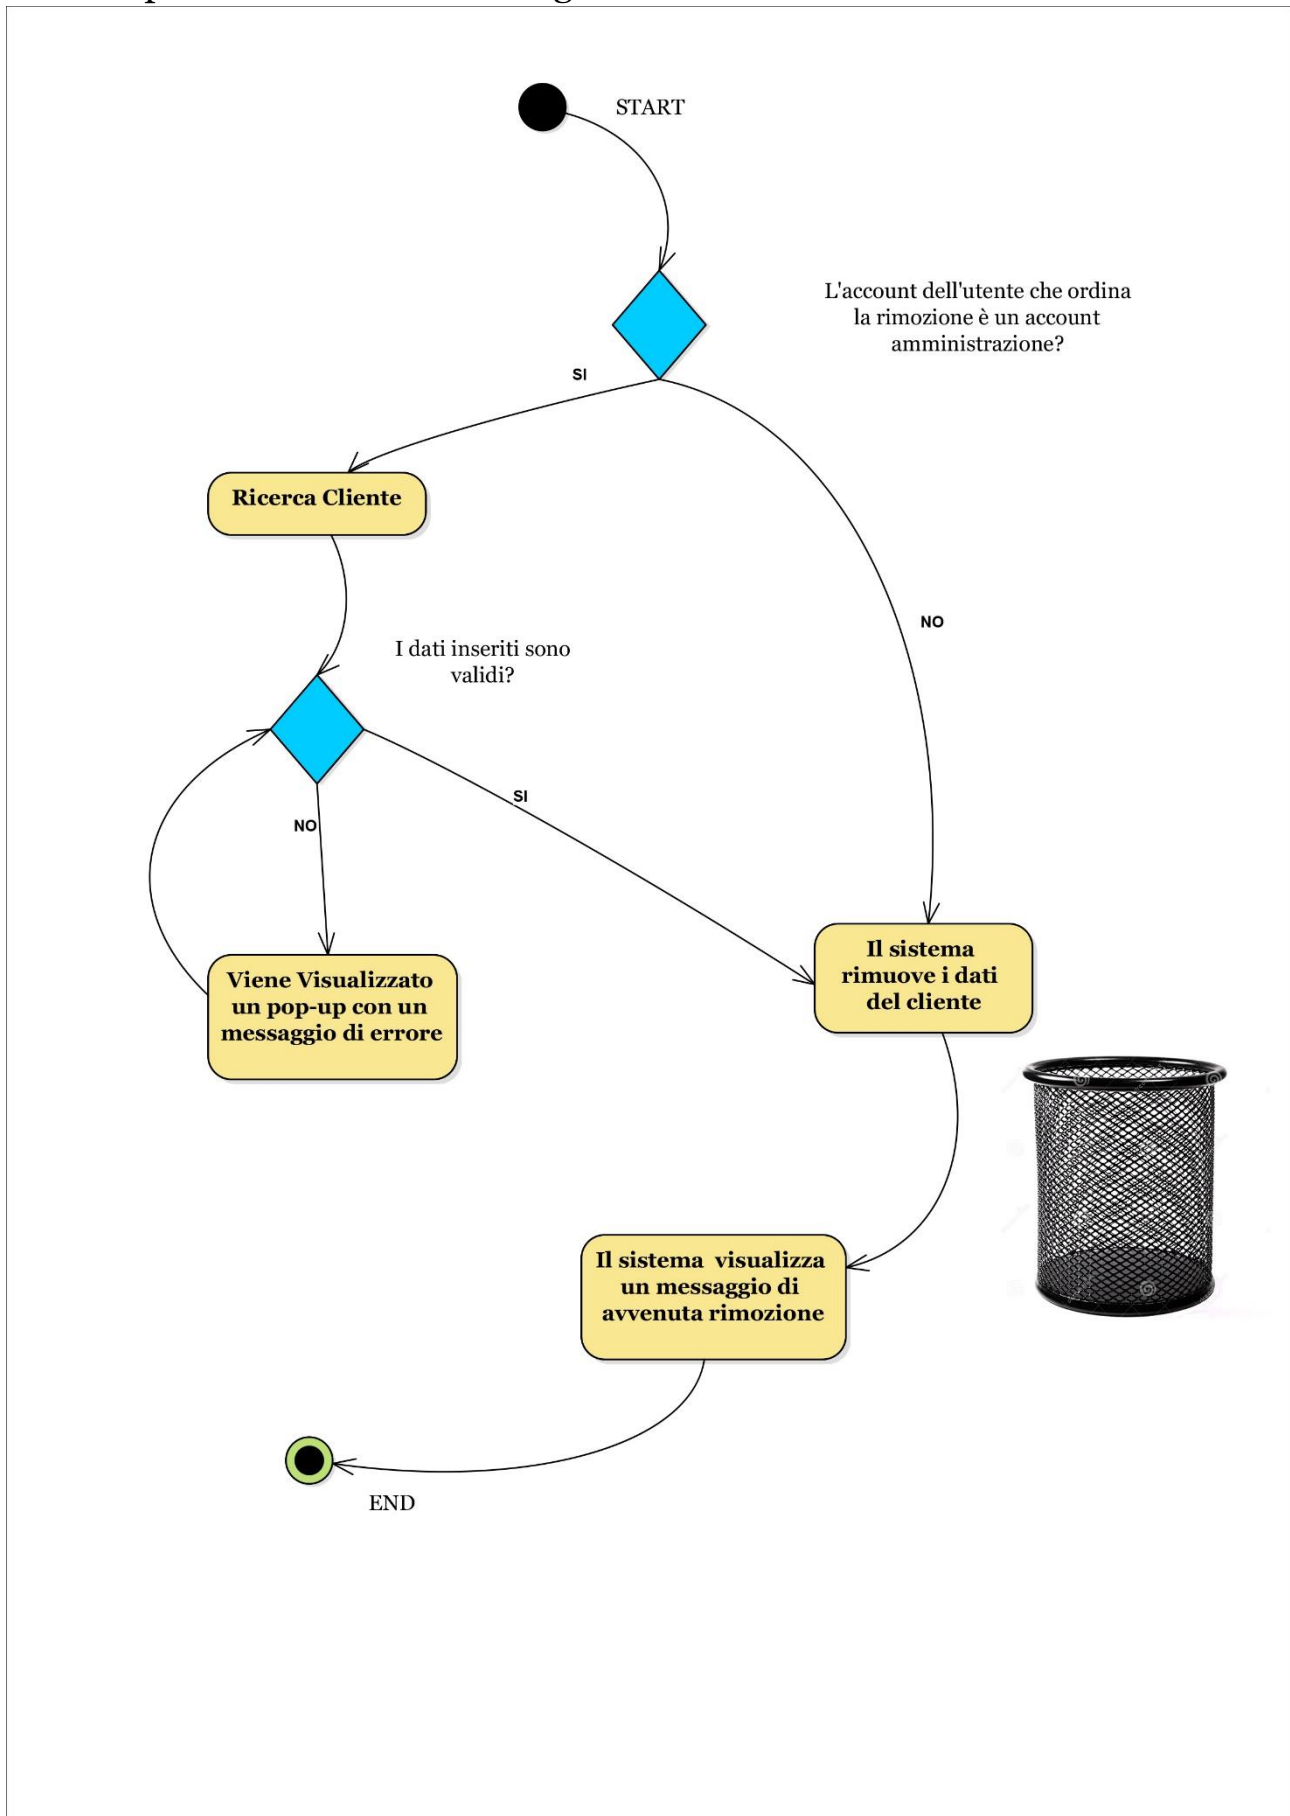 START
L'account dell'utente che ordina
la rimozione è un account
amministrazione?
SI
Ricerca Cliente
NO
I dati inseriti sono
validi?
SI
NO
Il sistema
rimuove i dati
del cliente
Viene Visualizzato
un pop-up con un
messaggio di errore
Il sistema visualizza
un messaggio di
avvenuta rimozione
END